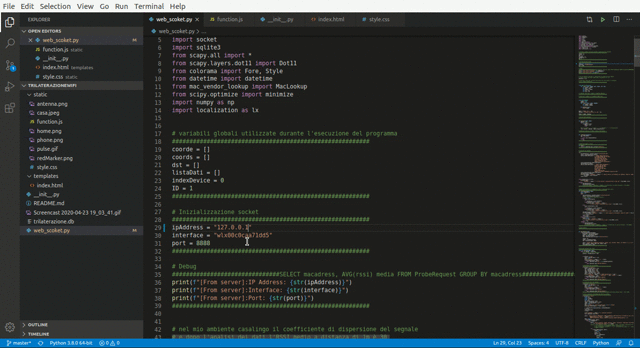 File Edit Selection View Go Run Terminal Help
EXPLORER
OPEN EDITORS
web_scoket.py M
function.js static
__init__.py
index.html templates
style.css static
TRILATERAZIONEWIFI
static
antenna.png
casa.jpeg
function.js
home.png
phone.png
pulse.gif
redMarker.png
style.css
templates
index.html
__init__.py
README.md
Screencast 2020-04-23 19_03_41.gif
trilaterazione.db
web_scoket.py M
OUTLINE
TIMELINE
web_scoket.py function.js __init__.py index.html style.css
web_scoket.py > ...
5 import socket
6 import sqlite3
7 from scapy.all import *
8 from scapy.layers.dot11 import Dot11
9 from colorama import Fore, Style
10 from datetime import datetime
11 from mac_vendor_lookup import MacLookup
12 from scipy.optimize import minimize
13 import numpy as np
14 import localization as lx
15
16
17 # variabili globali utilizzate durante l'esecuzione del programma
18 ############################################################
19 coorde = []
20 coords = []
21 dst = []
22 listaDati = []
23 indexDevice = 0
24 ID = 1
25 ############################################################
26
27 # Inizializzazione socket
28 ############################################################
29 ipAddress = "127.0.0.1"
30 interface = "wlx00c0caa71dd5"
31 port = 8888
32 ############################################################
33
34 # Debug
35 #################################SELECT macadress, AVG(rssi) media FROM ProbeRequest GROUP BY macadress################
36 print(f"[From server]:IP Address: {str(ipAddress)}")
37 print(f"[From server]:Interface: {str(interface)}")
38 print(f"[From server]:Port: {str(port)}")
39 ############################################################
40
41
42 # nel mio ambiente casalingo il coefficiente di dispersione del segnale
master* Python 3.8.0 64-bit 0 0 Ln 29, Col 23 Spaces: 4 UTF-8 CRLF Python